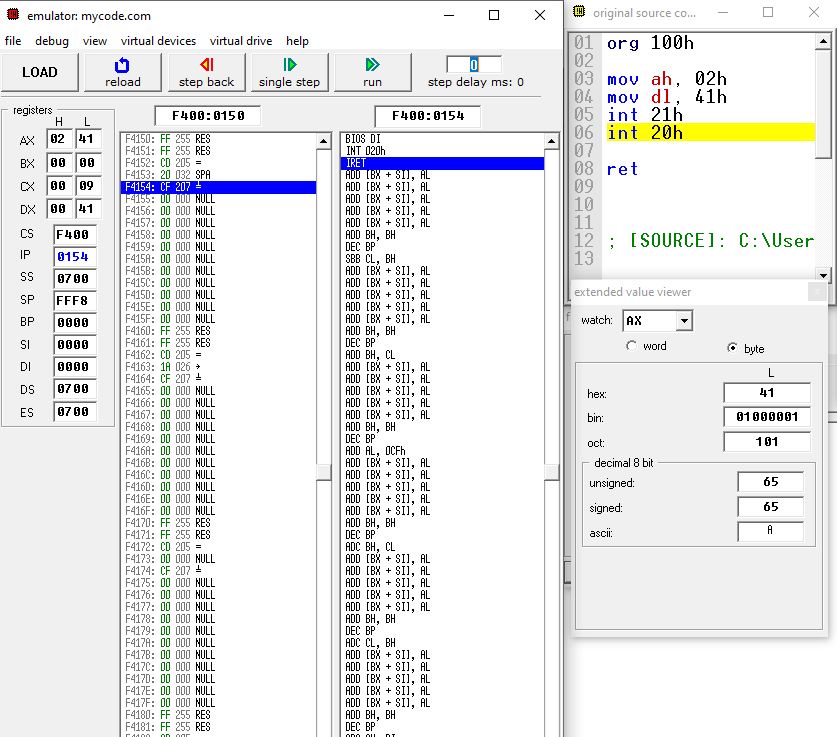 emulator: mycode.com
file debug view virtual devices virtual drive help
LOAD reload step back single step run 0
step delay ms: 0
registers
H L
AX 02 41
BX 00 00
CX 00 09
DX 00 41
CS F400
IP 0154
SS 0700
SP FFF8
BP 0000
SI 0000
DI 0000
DS 0700
ES 0700
F400:0150
F4150: FF 255 RES
F4151: FF 255 RES
F4152: CD 205 =
F4153: 20 032 SPA
F4154: CF 207 ╧
F4155: 00 000 NULL
F4156: 00 000 NULL
F4157: 00 000 NULL
F4158: 00 000 NULL
F4159: 00 000 NULL
F415A: 00 000 NULL
F415B: 00 000 NULL
F415C: 00 000 NULL
F415D: 00 000 NULL
F415E: 00 000 NULL
F415F: 00 000 NULL
F4160: FF 255 RES
F4161: FF 255 RES
F4162: CD 205 =
F4163: 1A 026 →
F4164: CF 207 ╧
F4165: 00 000 NULL
F4166: 00 000 NULL
F4167: 00 000 NULL
F4168: 00 000 NULL
F4169: 00 000 NULL
F416A: 00 000 NULL
F416B: 00 000 NULL
F416C: 00 000 NULL
F416D: 00 000 NULL
F416E: 00 000 NULL
F416F: 00 000 NULL
F4170: FF 255 RES
F4171: FF 255 RES
F4172: CD 205 =
F4173: 00 000 NULL
F4174: CF 207 ╧
F4175: 00 000 NULL
F4176: 00 000 NULL
F4177: 00 000 NULL
F4178: 00 000 NULL
F4179: 00 000 NULL
F417A: 00 000 NULL
F417B: 00 000 NULL
F417C: 00 000 NULL
F417D: 00 000 NULL
F417E: 00 000 NULL
F417F: 00 000 NULL
F4180: FF 255 RES
F4181: FF 255 RES
F400:0154
BIOS DI
INT 020h
IRET
ADD [BX + SI], AL
ADD [BX + SI], AL
ADD [BX + SI], AL
ADD [BX + SI], AL
ADD [BX + SI], AL
ADD BH, BH
DEC BP
SBB CL, BH
ADD [BX + SI], AL
ADD [BX + SI], AL
ADD [BX + SI], AL
ADD [BX + SI], AL
ADD [BX + SI], AL
ADD BH, BH
DEC BP
ADD BH, CL
ADD [BX + SI], AL
ADD [BX + SI], AL
ADD [BX + SI], AL
ADD [BX + SI], AL
ADD [BX + SI], AL
ADD BH, BH
DEC BP
ADD AL, 0CFh
ADD [BX + SI], AL
ADD [BX + SI], AL
ADD [BX + SI], AL
ADD [BX + SI], AL
ADD [BX + SI], AL
ADD BH, BH
DEC BP
ADC BH, CL
ADD [BX + SI], AL
ADD [BX + SI], AL
ADD [BX + SI], AL
ADD [BX + SI], AL
ADD [BX + SI], AL
ADD BH, BH
DEC BP
ADC CL, BH
ADD [BX + SI], AL
ADD [BX + SI], AL
ADD [BX + SI], AL
ADD [BX + SI], AL
ADD [BX + SI], AL
ADD BH, BH
DEC BP
original source co...
01 org 100h
02
03 mov ah, 02h
04 mov dl, 41h
05 int 21h
06 int 20h
07
08 ret
09
10
11
12 ; [SOURCE]: C:\User
13
extended value viewer
x
watch: AX
word byte
L
hex: 41
bin: 01000001
oct: 101
decimal 8 bit
unsigned: 65
signed: 65
ascii: A